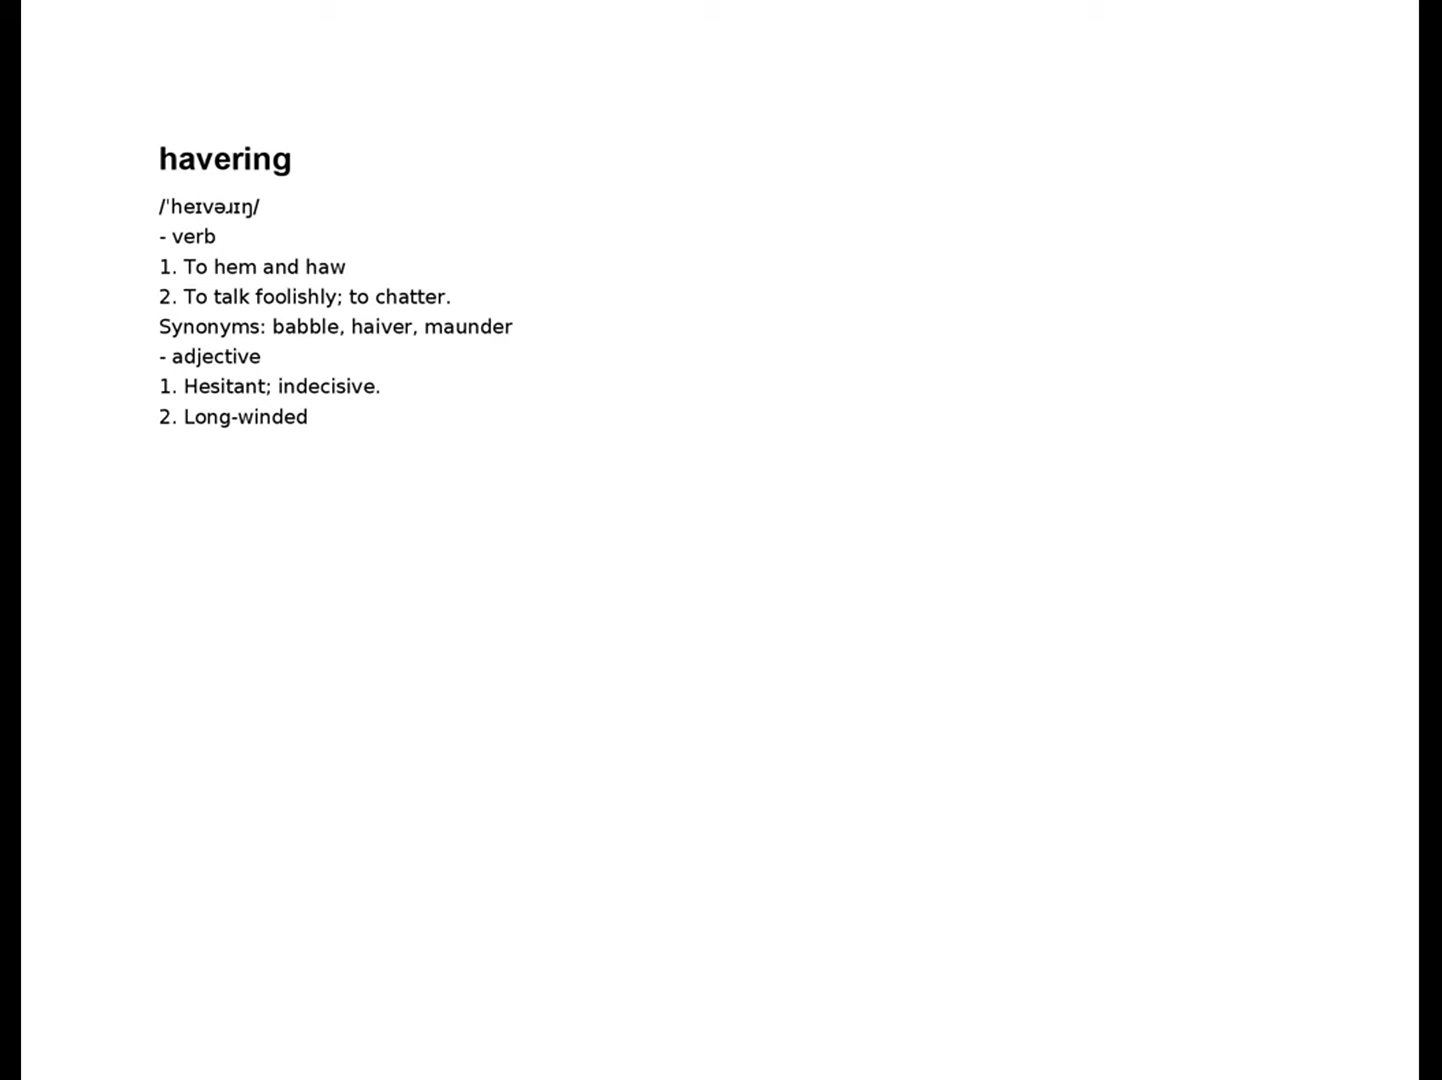 havering
/ˈheɪvəɹɪŋ/
- verb
1. To hem and haw
2. To talk foolishly; to chatter.
Synonyms: babble, haiver, maunder
- adjective
1. Hesitant; indecisive.
2. Long-winded